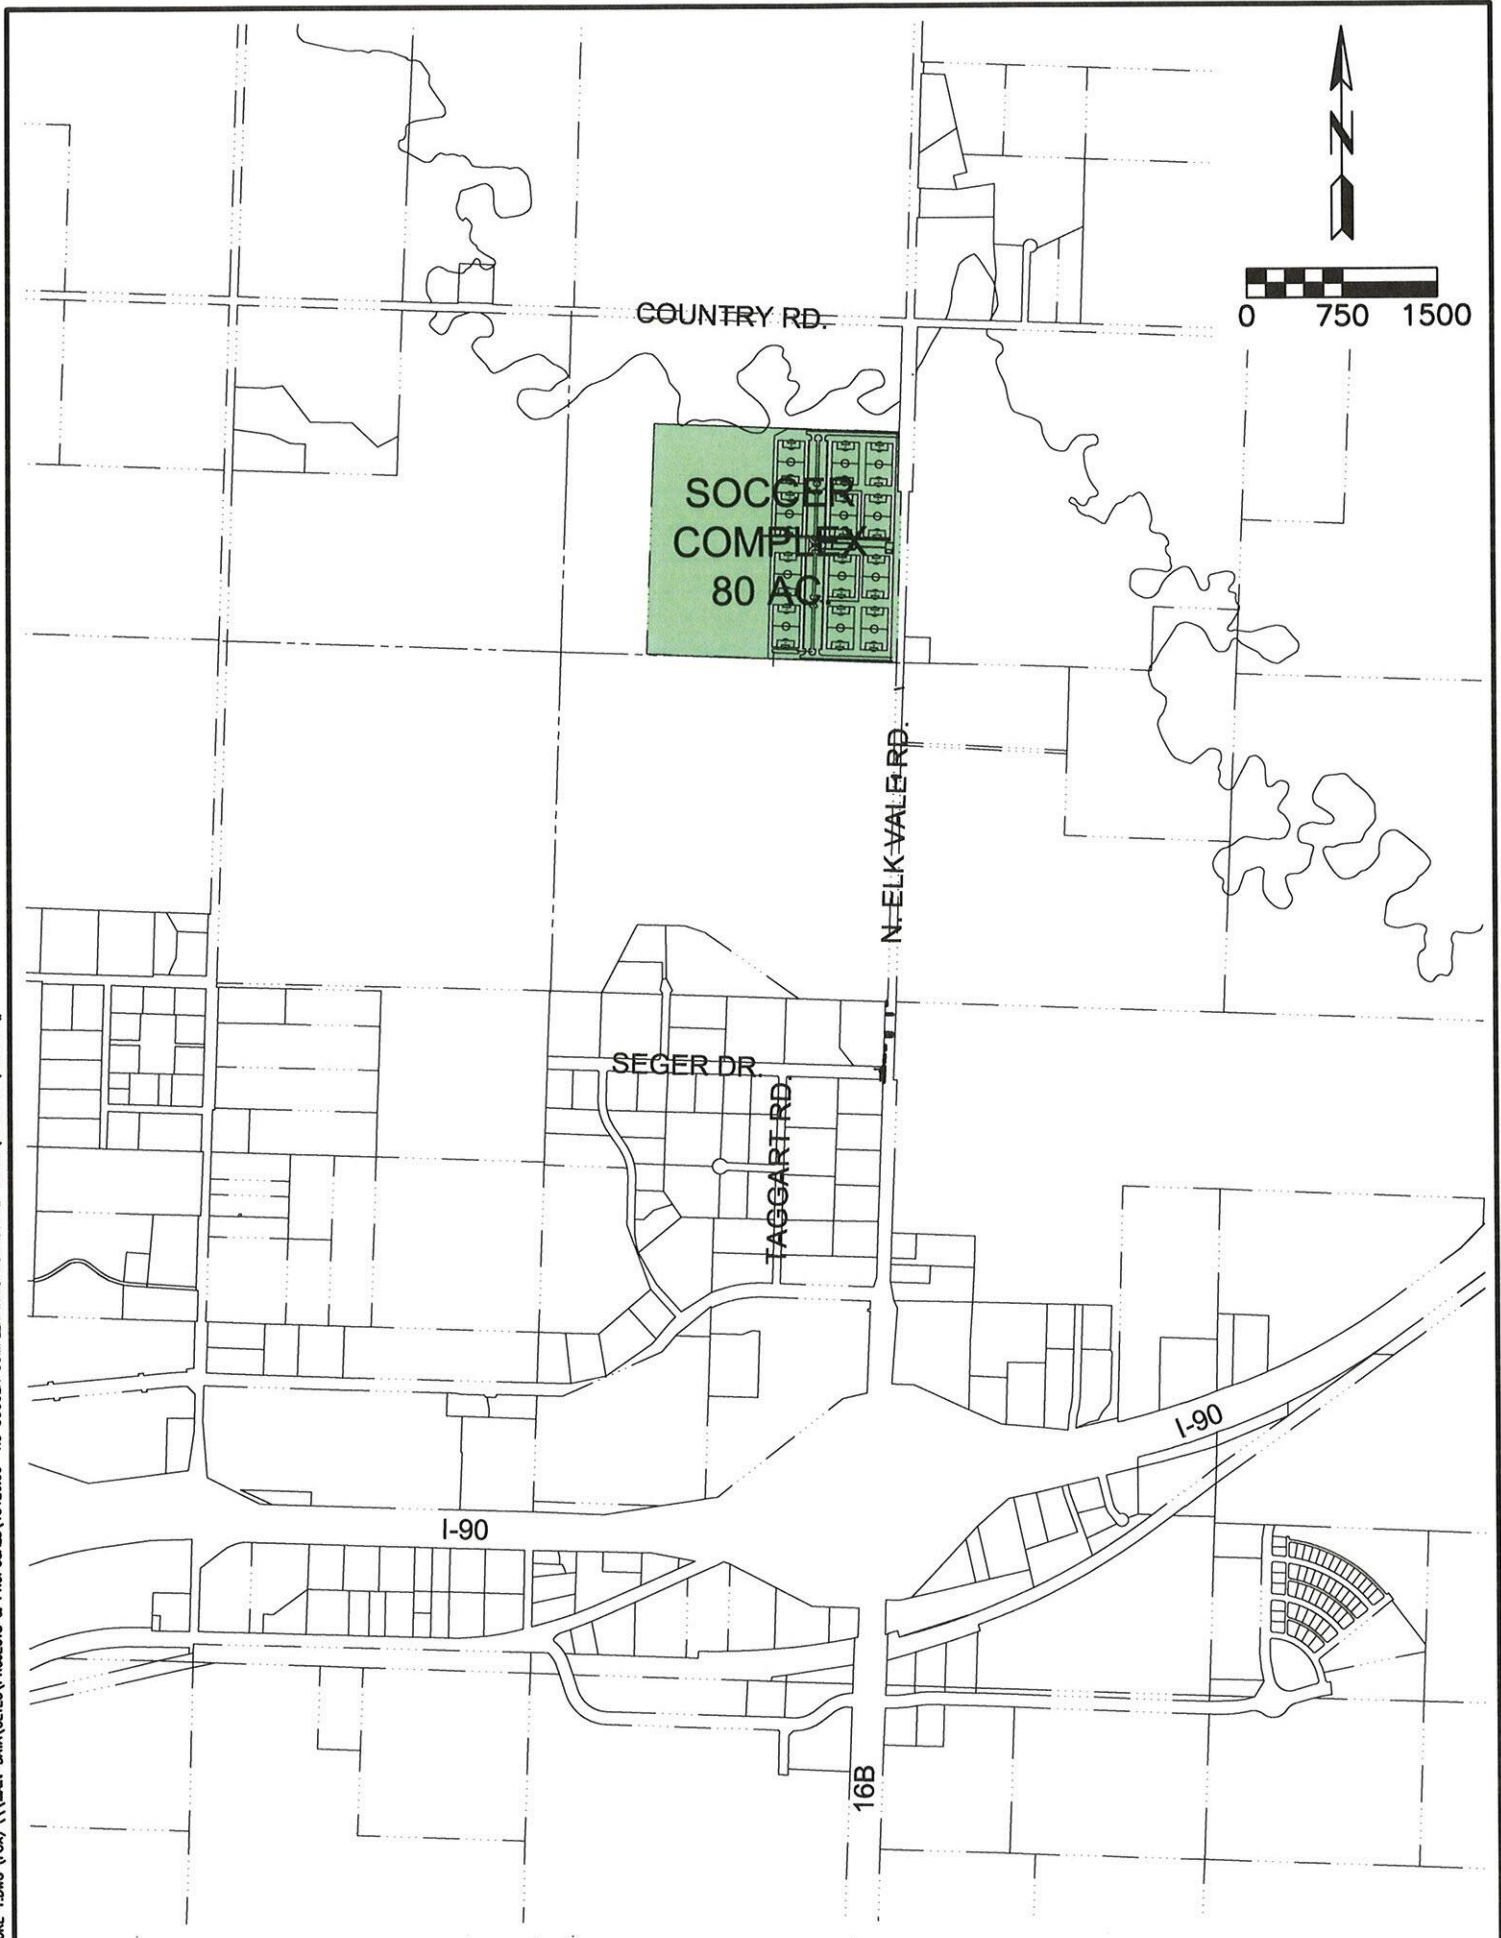 N
0 750 1500
COUNTRY RD.
SOCCER
COMPLEX
80 AC.
N. ELK VALE RD.
SEGER DR.
TAGGART RD.
I-90
I-90
16B